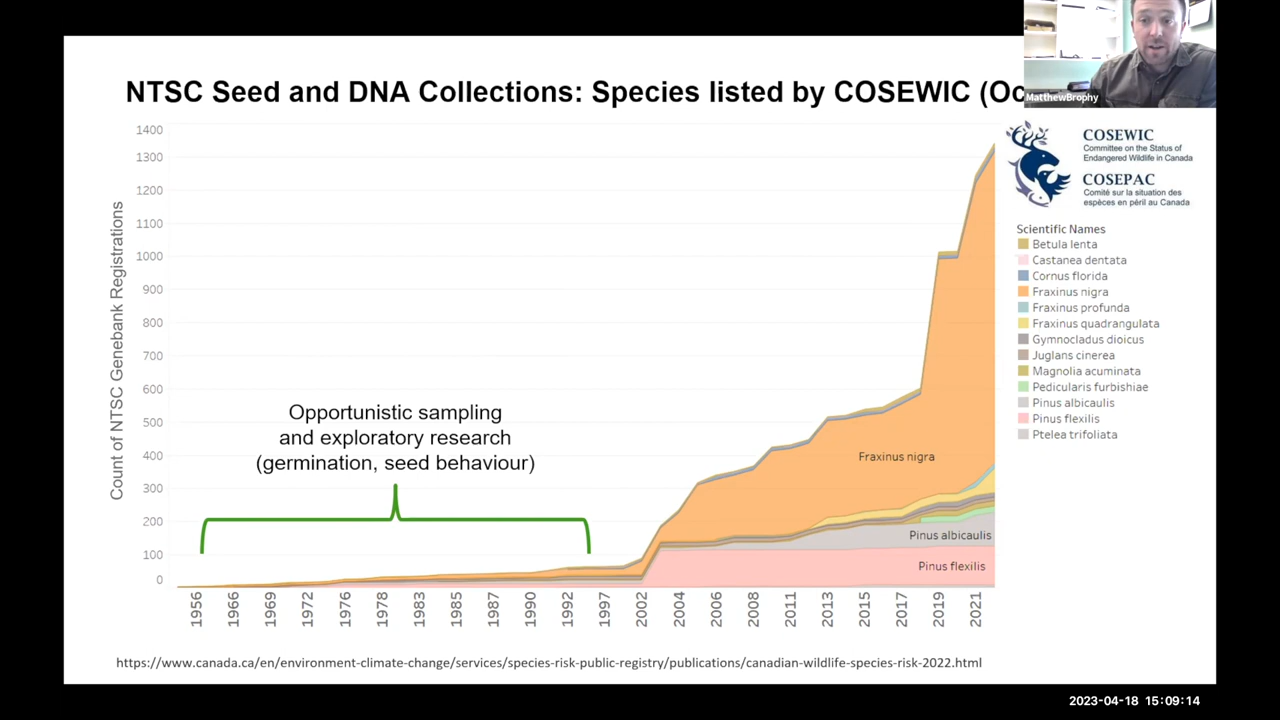 NTSC Seed and DNA Collections: Species listed by COSEWIC (Oc
MatthewBrophy
COSEWIC
Committee on the Status of
Endangered Wildlife in Canada
COSEPAC
Comité sur la situation des
espèces en péril au Canada
Count of NTSC Genebank Registrations
1400
1300
1200
1100
1000
900
800
700
600
500
400
300
200
100
0
Opportunistic sampling
and exploratory research
(germination, seed behaviour)
Fraxinus nigra
Pinus albicaulis
Pinus flexilis
Scientific Names
Betula lenta
Castanea dentata
Cornus florida
Fraxinus nigra
Fraxinus profunda
Fraxinus quadrangulata
Gymnocladus dioicus
Juglans cinerea
Magnolia acuminata
Pedicularis furbishiae
Pinus albicaulis
Pinus flexilis
Ptelea trifoliata
1956
1966
1969
1972
1976
1978
1983
1985
1987
1990
1992
1997
2002
2004
2006
2008
2011
2013
2015
2017
2019
2021
https://www.canada.ca/en/environment-climate-change/services/species-risk-public-registry/publications/canadian-wildlife-species-risk-2022.html
2023-04-18 15:09:14